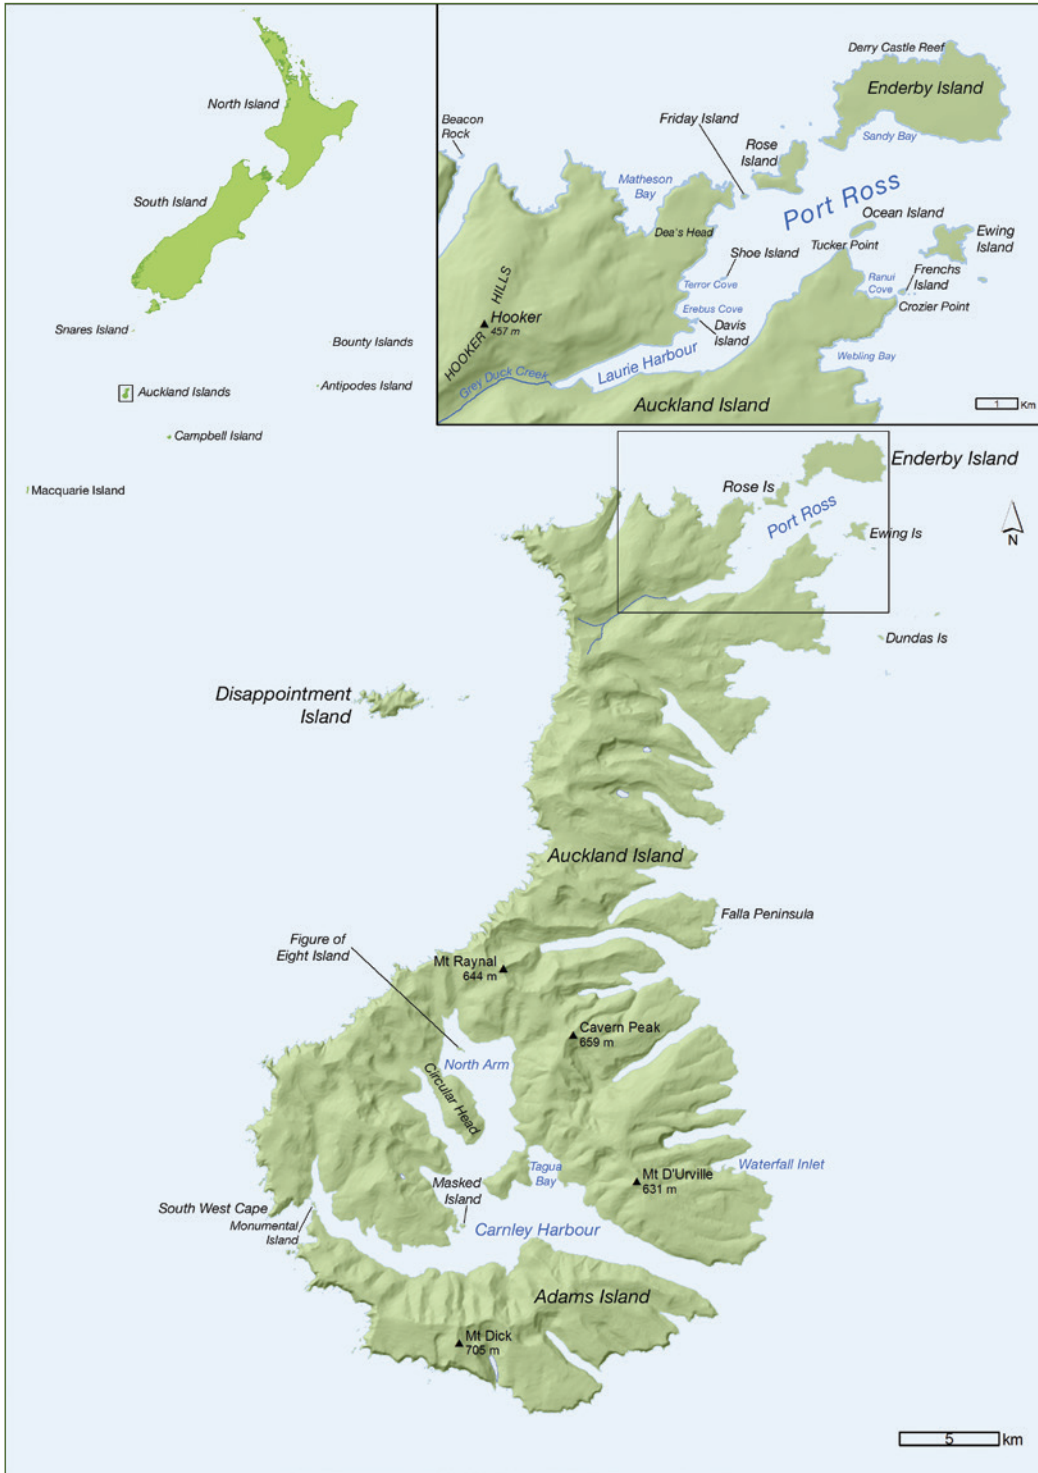 North Island
South Island
Snares Island
Bounty Islands
Auckland Islands
Antipodes Island
Campbell Island
Macquarie Island
Derry Castle Reef
Enderby Island
Sandy Bay
Beacon
Rock
Friday Island
Rose
Island
Matheson
Bay
Port Ross
Ocean Island
Ewing
Island
Dea's Head
Tucker Point
Shoe Island
Frenchs
Island
Ranui
Cove
Terror Cove
Crozier Point
HOOKER HILLS
Hooker
457 m
Erebus Cove
Davis
Island
Webling Bay
Laurie Harbour
Grey Duck Creek
Auckland Island
1 Km
Enderby Island
Rose Is
Port Ross
Ewing Is
N
Dundas Is
Disappointment
Island
Auckland Island
Falla Peninsula
Figure of
Eight Island
Mt Raynal
644 m
Cavern Peak
659 m
North Arm
Circular Head
Tagua
Bay
Mt D'Urville
631 m
Waterfall Inlet
Masked
Island
South West Cape
Monumental
Island
Carnley Harbour
Adams Island
Mt Dick
705 m
5 km